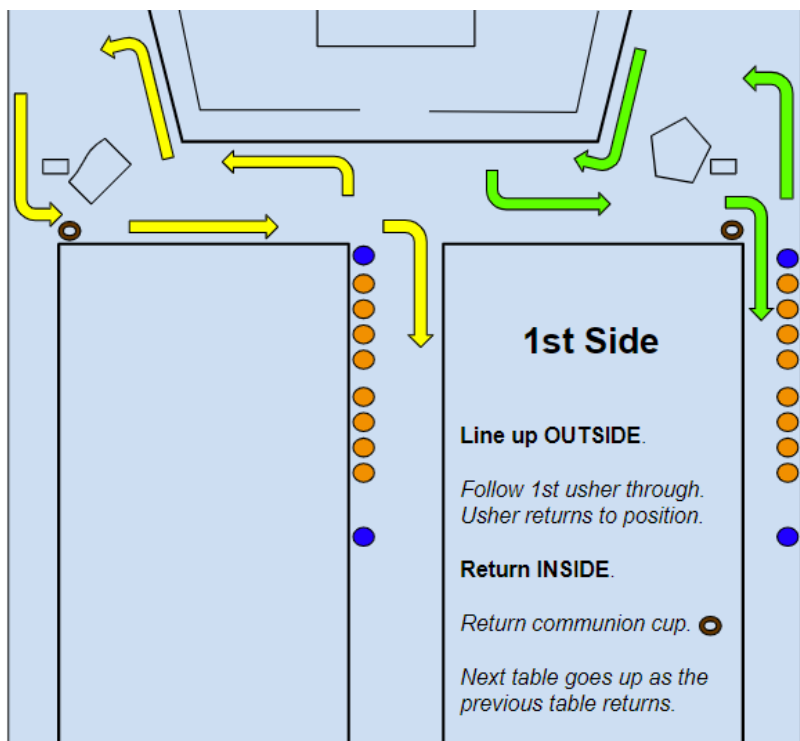 1st Side
Line up OUTSIDE.
Follow 1st usher through.
Usher returns to position.
Return INSIDE.
Return communion cup.
Next table goes up as the
previous table returns.